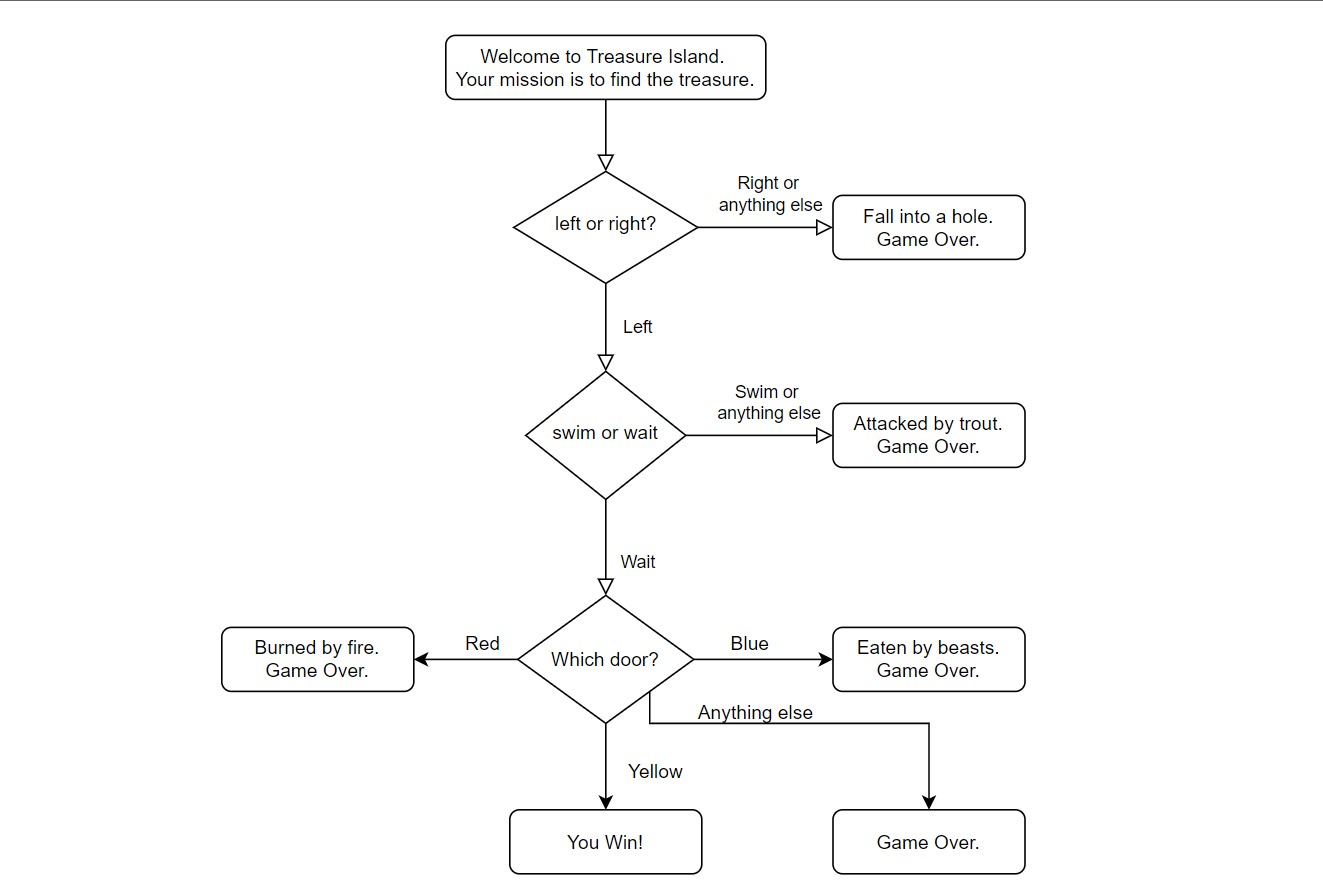 Welcome to Treasure Island.
Your mission is to find the treasure.
left or right?
Right or
anything else
Fall into a hole.
Game Over.
Left
swim or wait
Swim or
anything else
Attacked by trout.
Game Over.
Wait
Which door?
Red
Burned by fire.
Game Over.
Blue
Eaten by beasts.
Game Over.
Anything else
Yellow
You Win!
Game Over.